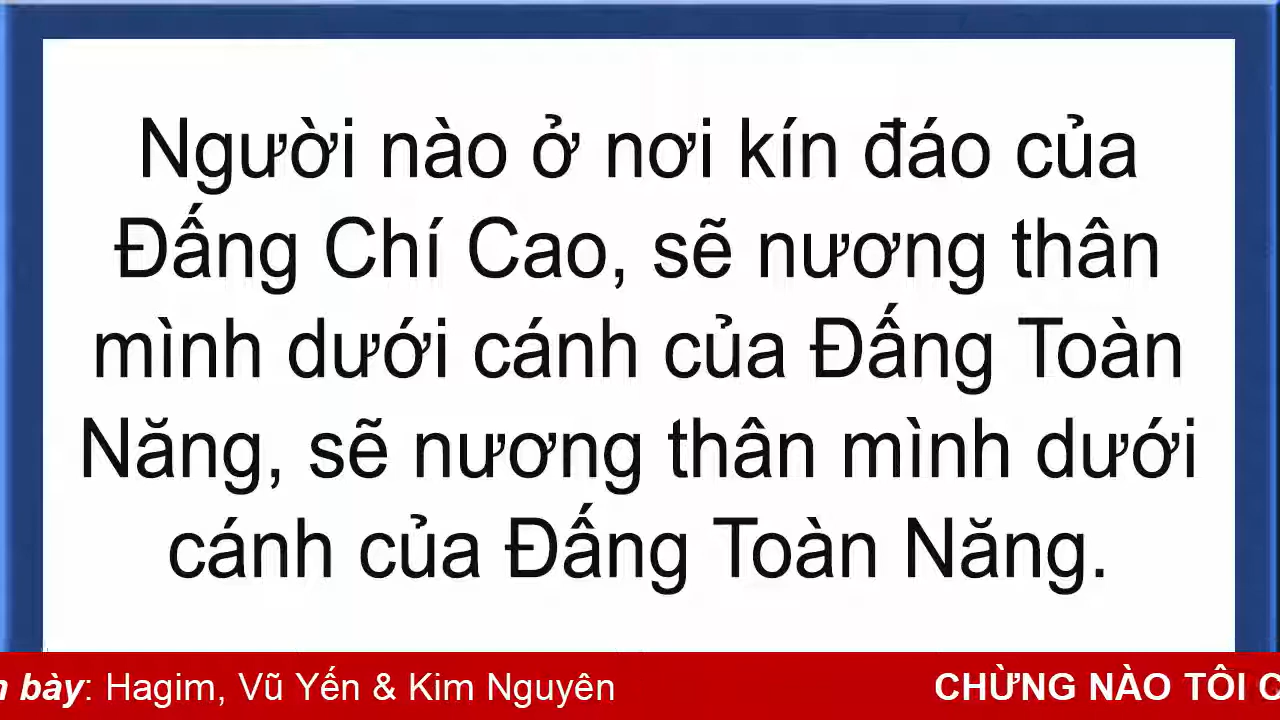 Người nào ở nơi kín đáo của
Đấng Chí Cao, sẽ nương thân
mình dưới cánh của Đấng Toàn
Năng, sẽ nương thân mình dưới
cánh của Đấng Toàn Năng.
bày: Hagim, Vũ Yến & Kim Nguyên CHỪNG NÀO TÔI